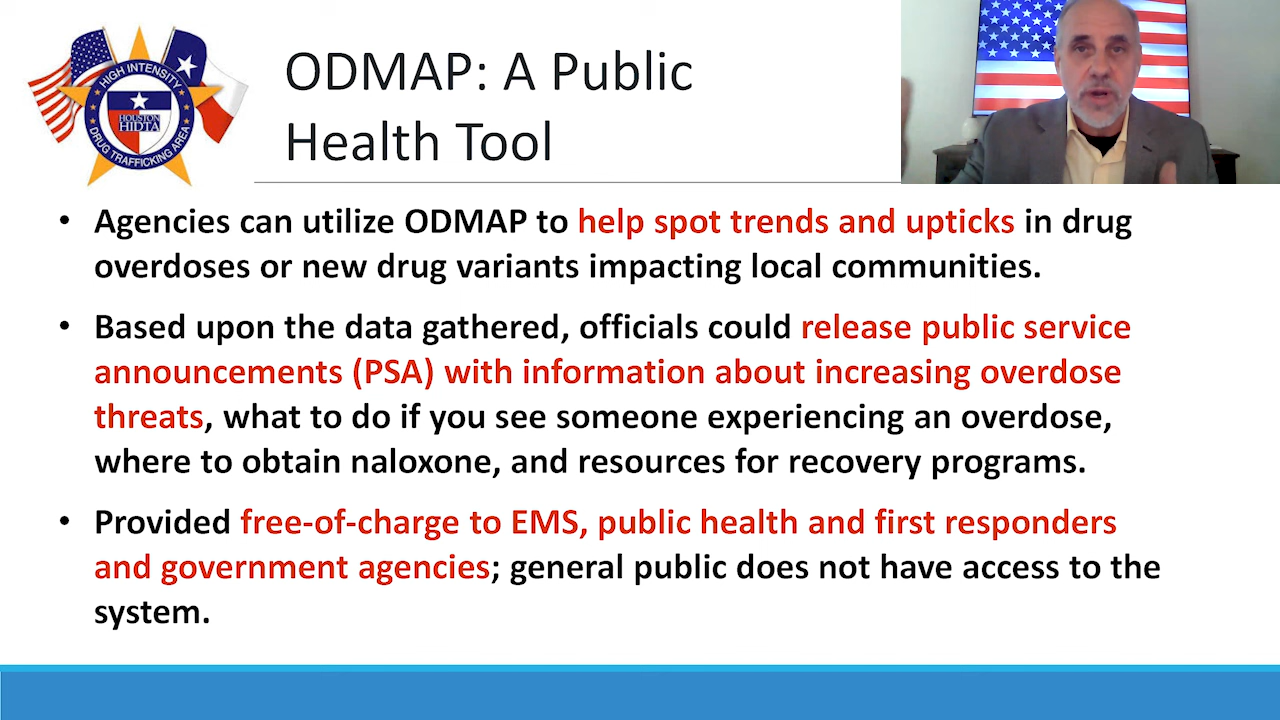 HIGH INTENSITY
HOUSTON
HIDTA
DRUG TRAFFICKING AREA
ODMAP: A Public
Health Tool
• Agencies can utilize ODMAP to help spot trends and upticks in drug
overdoses or new drug variants impacting local communities.
• Based upon the data gathered, officials could release public service
announcements (PSA) with information about increasing overdose
threats, what to do if you see someone experiencing an overdose,
where to obtain naloxone, and resources for recovery programs.
• Provided free-of-charge to EMS, public health and first responders
and government agencies; general public does not have access to the
system.